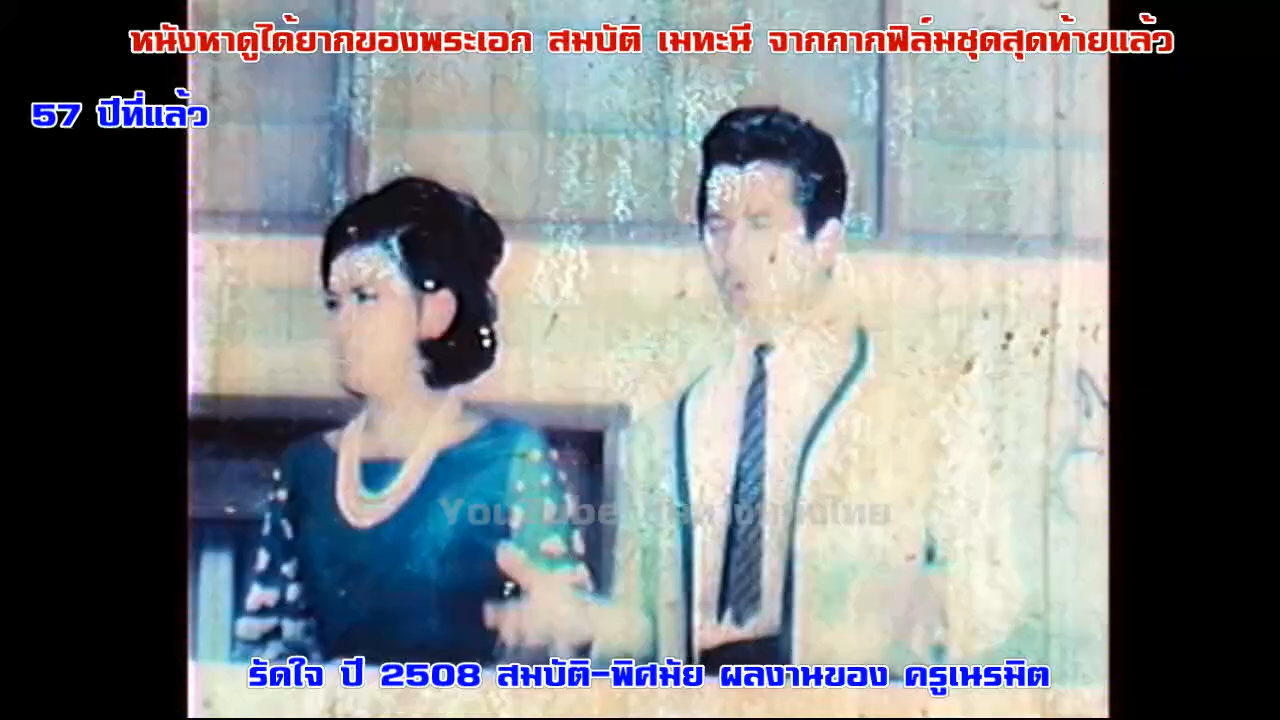 หนังหาดูได้ยากของพระเอก สมบัติ เมทะนี จากกากฟิล์มชุดสุดท้ายแล้ว
57 ปีที่แล้ว
YouTube
รัดใจ ปี 2508 สมบัติ-พิศมัย ผลงานของ ครูเนรมิต